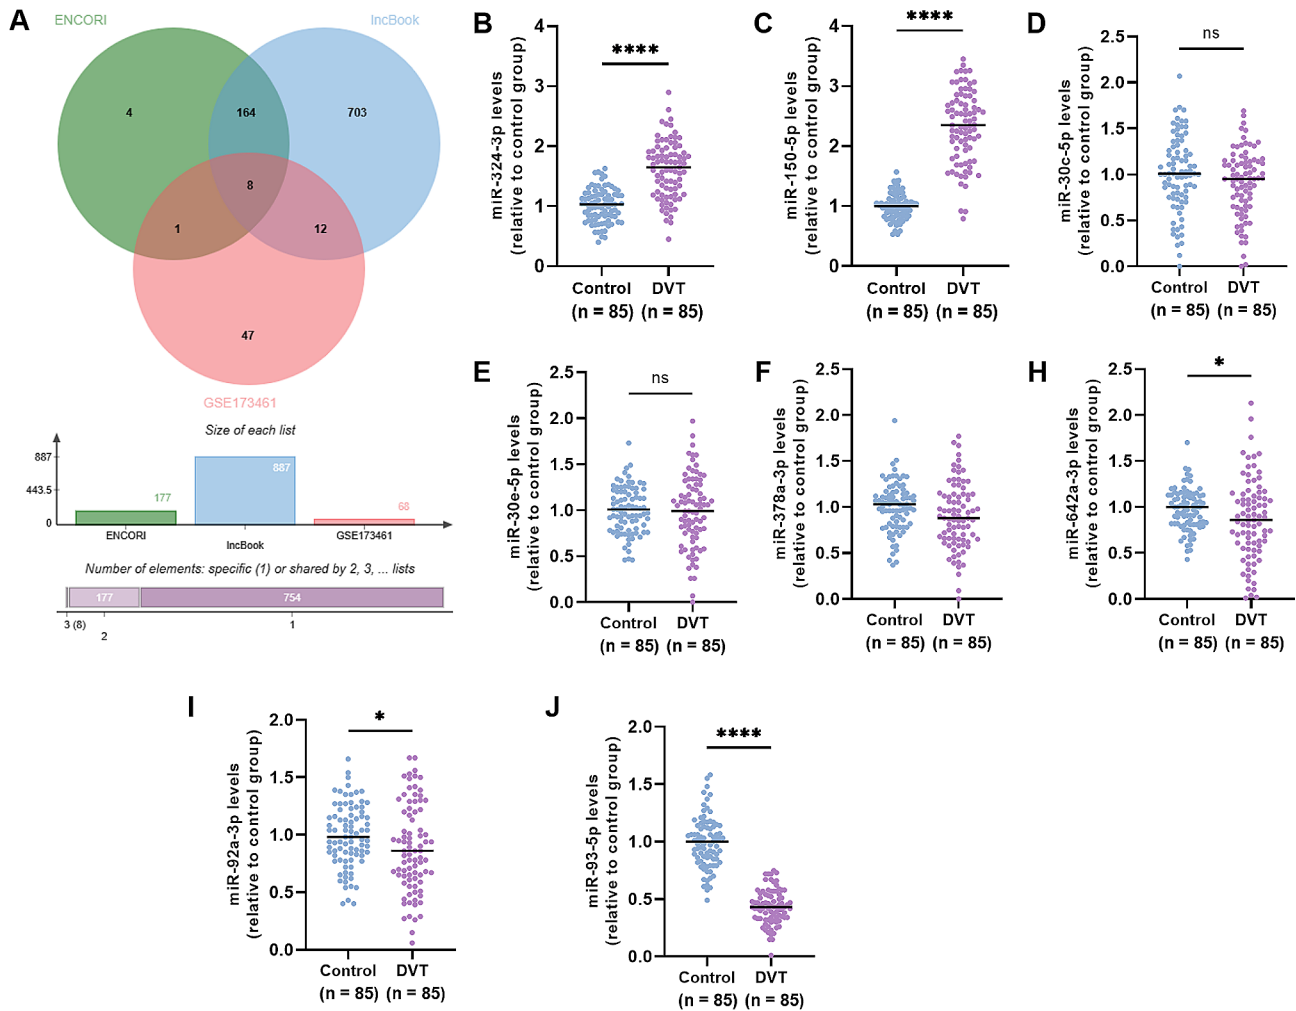 A
ENCORI
lncBook
4
164
703
8
1
12
47
GSE173461
Size of each list
887
443.5
0
177
887
68
ENCORI
lncBook
GSE173461
Number of elements: specific (1) or shared by 2, 3, ... lists
177
754
3 (8)
2
1
B
miR-324-3p levels
(relative to control group)
4
3
2
1
0
****
Control
DVT
(n = 85)
(n = 85)
C
miR-150-5p levels
(relative to control group)
4
3
2
1
0
****
Control
DVT
(n = 85)
(n = 85)
D
miR-30c-5p levels
(relative to control group)
2.5
2.0
1.5
1.0
0.5
0.0
ns
Control
DVT
(n = 85)
(n = 85)
E
miR-30e-5p levels
(relative to control group)
2.5
2.0
1.5
1.0
0.5
0.0
ns
Control
DVT
(n = 85)
(n = 85)
F
miR-378a-3p levels
(relative to control group)
2.5
2.0
1.5
1.0
0.5
0.0
Control
DVT
(n = 85)
(n = 85)
H
miR-642a-3p levels
(relative to control group)
2.5
2.0
1.5
1.0
0.5
0.0
*
Control
DVT
(n = 85)
(n = 85)
I
miR-92a-3p levels
(relative to control group)
2.0
1.5
1.0
0.5
0.0
*
Control
DVT
(n = 85)
(n = 85)
J
miR-93-5p levels
(relative to control group)
2.0
1.5
1.0
0.5
0.0
****
Control
DVT
(n = 85)
(n = 85)